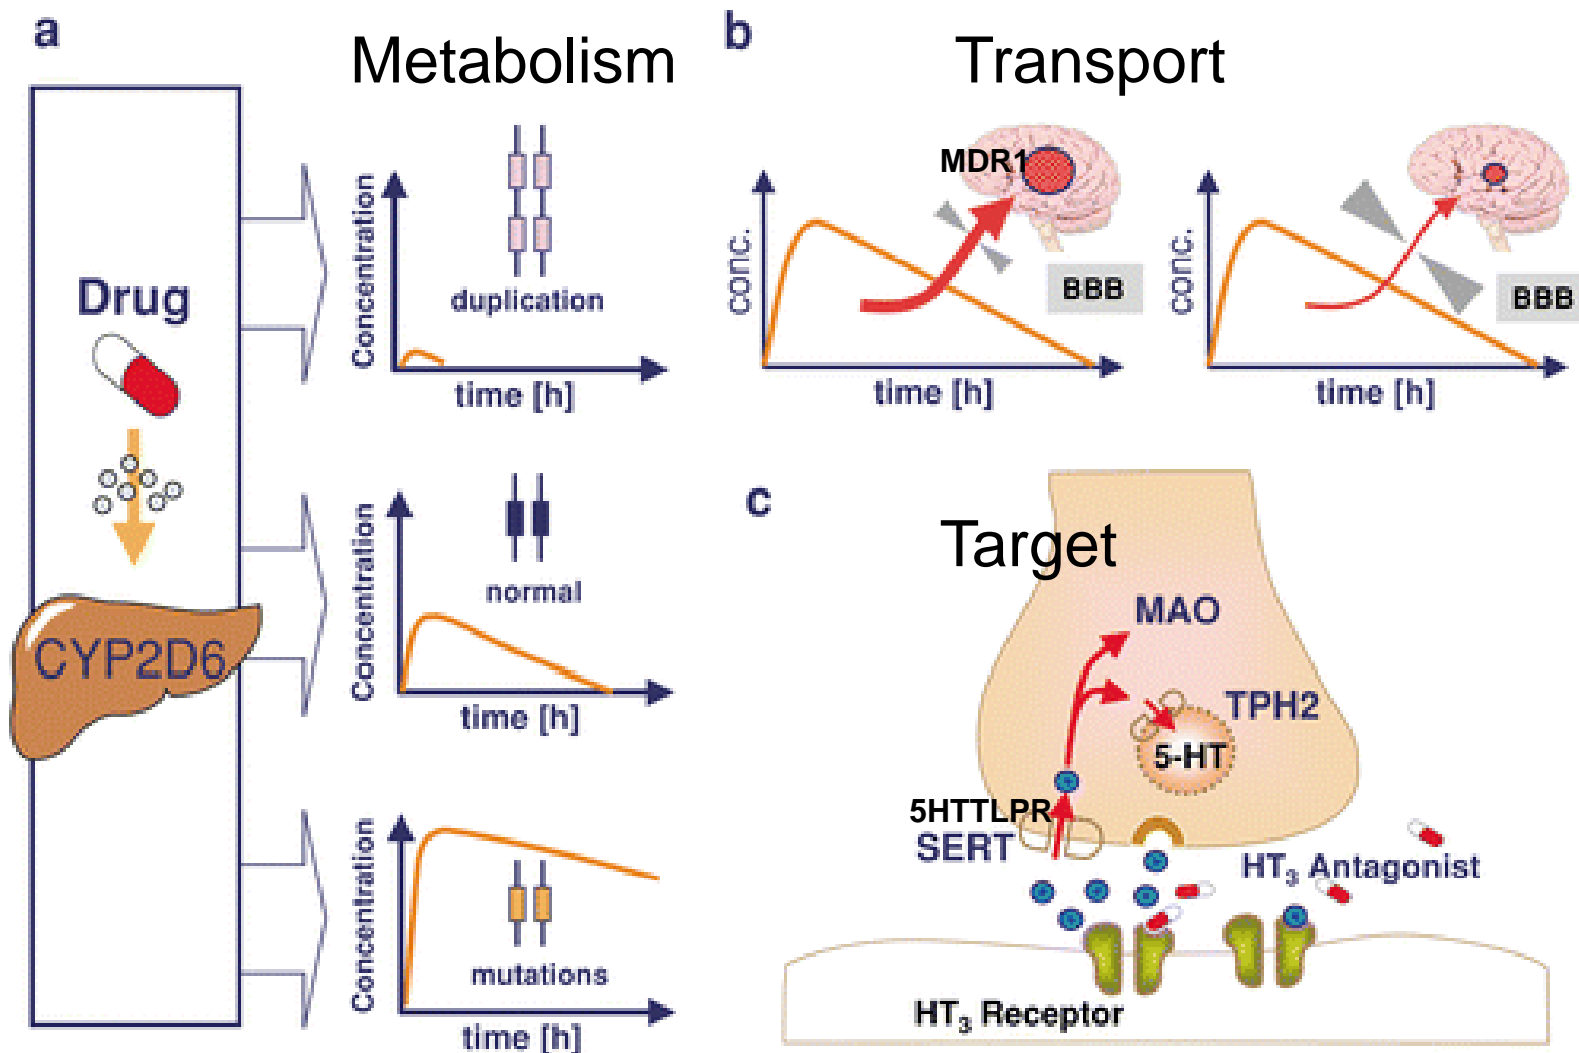 a
Metabolism
Drug
CYP2D6
Concentration
duplication
time [h]
Concentration
normal
time [h]
Concentration
mutations
time [h]
b
Transport
MDR1
conc.
BBB
time [h]
conc.
BBB
time [h]
c
Target
MAO
TPH2
5-HT
5HTTLPR
SERT
HT₃ Antagonist
HT₃ Receptor